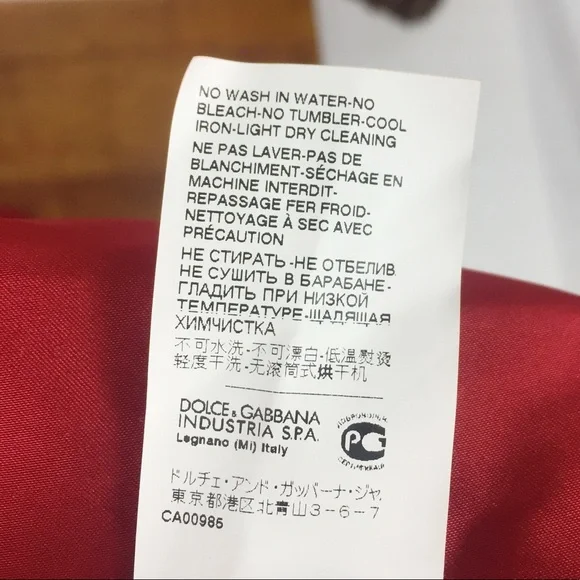 NO WASH IN WATER-NO
BLEACH-NO TUMBLER-COOL
IRON-LIGHT DRY CLEANING
NE PAS LAVER-PAS DE
BLANCHIMENT-SÉCHAGE EN
MACHINE INTERDIT-
REPASSAGE FER FROID-
NETTOYAGE À SEC AVEC
PRÉCAUTION
НЕ СТИРАТЬ-НЕ ОТБЕЛИВ
НЕ СУШИТЬ В БАРАБАНЕ-
ГЛАДИТЬ ПРИ НИЗКОЙ
ТЕМПЕРАТУРЕ-ЩАДЯЩАЯ
ХИМЧИСТКА
不可水洗-不可漂白-低温熨烫
轻度干洗-无滚筒式烘干机
DOLCE & GABBANA
INDUSTRIA S.P.A.
Legnano (Mi) Italy
PG
ドルチェ・アンド・ガッバーナ・ジャ.
東京都港区北青山3-6-7
CA00986